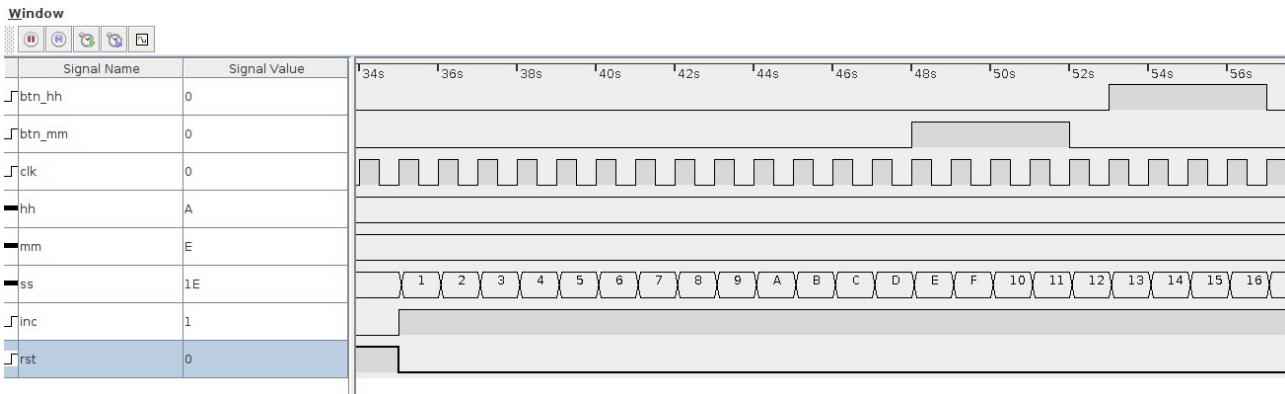 Window
Signal Name Signal Value 34s 36s 38s 40s 42s 44s 46s 48s 50s 52s 54s 56s
btn_hh 0
btn_mm 0
clk 0
hh A
mm E
ss 1E 1 2 3 4 5 6 7 8 9 A B C D E F 10 11 12 13 14 15 16
inc 1
rst 0